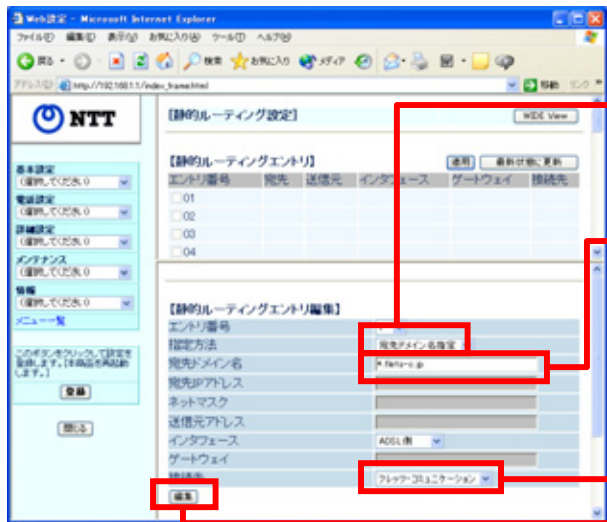 Web設定 - Microsoft Internet Explorer
ファイル(F) 編集(E) 表示(V) お気に入り(A) ツール(T) ヘルプ(H)
戻る 検索 お気に入り メディア
アドレス(D) http://192.168.1.1/index_frame.html 移動 リンク
NTT
基本設定
(選択してください)
電話設定
(選択してください)
詳細設定
(選択してください)
メンテナンス
(選択してください)
情報
(選択してください)
メニュー一覧
このボタンをクリックして設定を
登録します。[本商品を再起動
します。]
登録
閉じる
[静的ルーティング設定] WIDE View
【静的ルーティングエントリ】 適用 最新状態に更新
エントリ番号 宛先 送信元 インタフェース ゲートウェイ 接続先
01
02
03
04
【静的ルーティングエントリ編集】
エントリ番号
指定方法 宛先ドメイン名指定
宛先ドメイン名
宛先IPアドレス
ネットマスク
送信元アドレス
インタフェース ADSL側
ゲートウェイ
接続先 フレッツ・コミュニケーション
編集